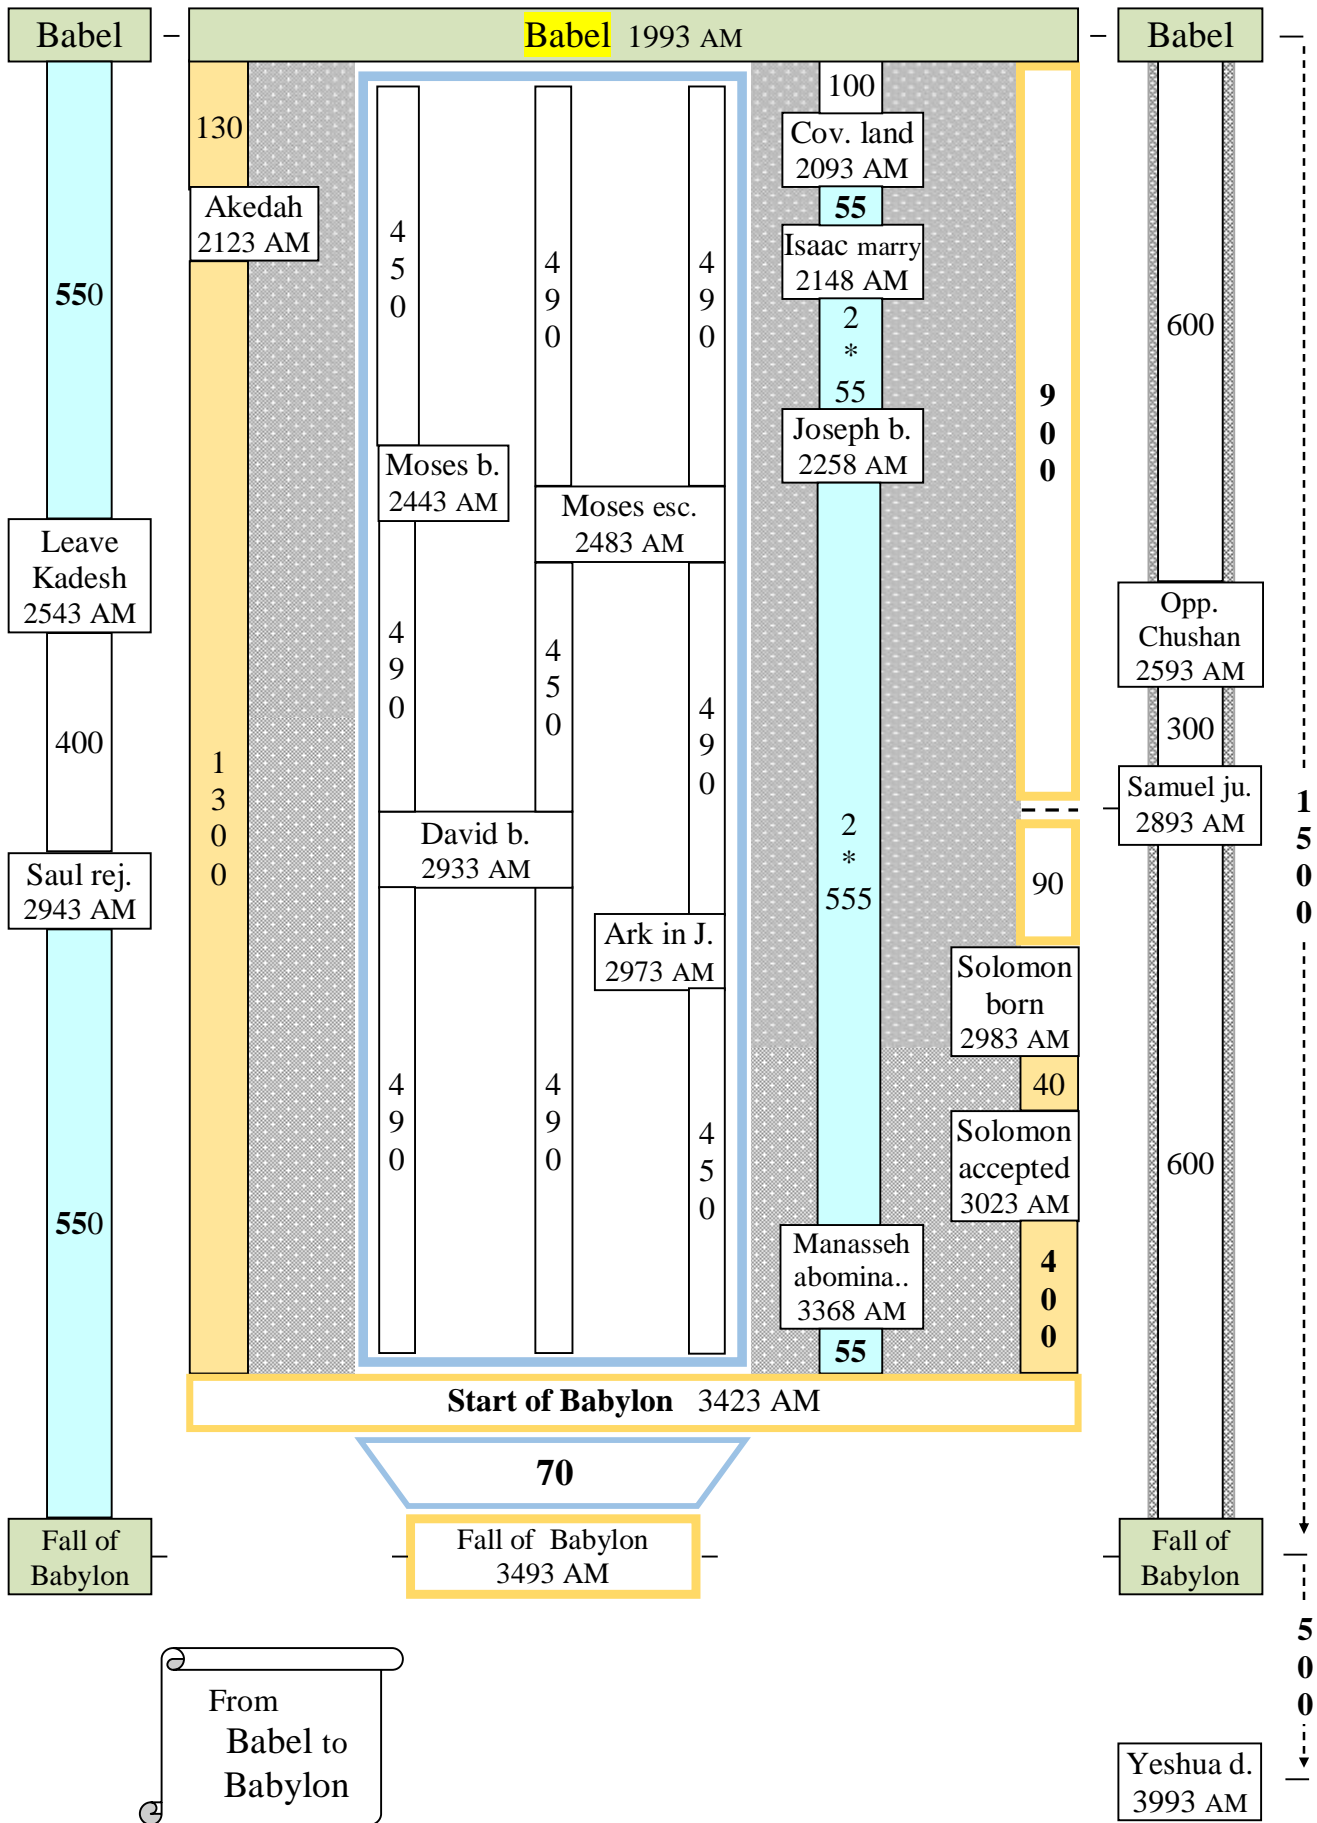 Babel
Babel 1993 AM
Babel
550
Leave
Kadesh
2543 AM
400
Saul rej.
2943 AM
550
Fall of
Babylon
130
Akedah
2123 AM
1
3
0
0
4
5
0
Moses b.
2443 AM
4
9
0
4
9
0
4
9
0
Moses esc.
2483 AM
4
5
0
David b.
2933 AM
4
9
0
4
9
0
4
9
0
Ark in J.
2973 AM
4
5
0
100
Cov. land
2093 AM
55
Isaac marry
2148 AM
2
*
55
Joseph b.
2258 AM
2
*
555
Manasseh
abomina..
3368 AM
55
9
0
0
90
Solomon
born
2983 AM
40
Solomon
accepted
3023 AM
4
0
0
Start of Babylon 3423 AM
70
Fall of Babylon
3493 AM
600
Opp.
Chushan
2593 AM
300
Samuel ju.
2893 AM
600
Fall of
Babylon
1
5
0
0
5
0
0
Yeshua d.
3993 AM
From
Babel to
Babylon